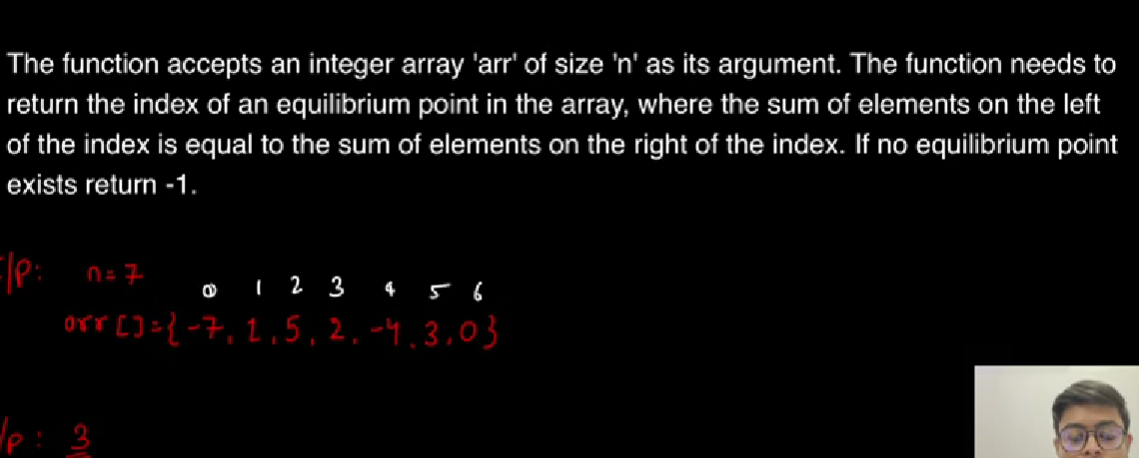 The function accepts an integer array 'arr' of size 'n' as its argument. The function needs to
return the index of an equilibrium point in the array, where the sum of elements on the left
of the index is equal to the sum of elements on the right of the index. If no equilibrium point
exists return -1.
/p: n=7
0 1 2 3 4 5 6
arr[]={-7, 1, 5, 2, -4, 3, 0}
/p: 3